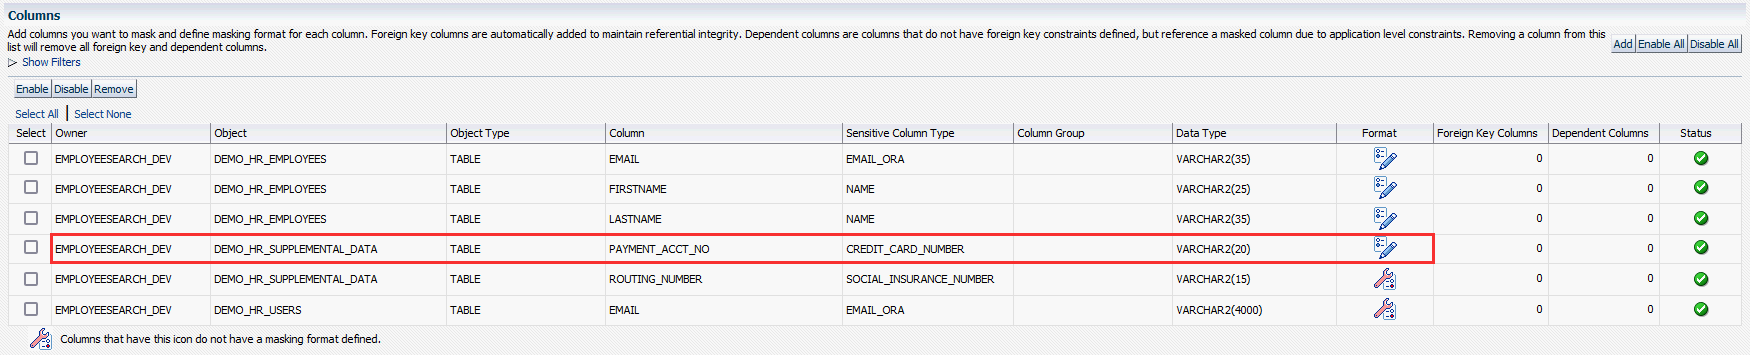 Columns
Add columns you want to mask and define masking format for each column. Foreign key columns are automatically added to maintain referential integrity. Dependent columns are columns that do not have foreign key constraints defined, but reference a masked column due to application level constraints. Removing a column from this
list will remove all foreign key and dependent columns.
Add Enable All Disable All
Show Filters
Enable Disable Remove
Select All | Select None
Select Owner Object Object Type Column Sensitive Column Type Column Group Data Type Format Foreign Key Columns Dependent Columns Status
EMPLOYEESEARCH_DEV DEMO_HR_EMPLOYEES TABLE EMAIL EMAIL_ORA VARCHAR2(35) 0 0
EMPLOYEESEARCH_DEV DEMO_HR_EMPLOYEES TABLE FIRSTNAME NAME VARCHAR2(25) 0 0
EMPLOYEESEARCH_DEV DEMO_HR_EMPLOYEES TABLE LASTNAME NAME VARCHAR2(35) 0 0
EMPLOYEESEARCH_DEV DEMO_HR_SUPPLEMENTAL_DATA TABLE PAYMENT_ACCT_NO CREDIT_CARD_NUMBER VARCHAR2(20) 0 0
EMPLOYEESEARCH_DEV DEMO_HR_SUPPLEMENTAL_DATA TABLE ROUTING_NUMBER SOCIAL_INSURANCE_NUMBER VARCHAR2(15) 0 0
EMPLOYEESEARCH_DEV DEMO_HR_USERS TABLE EMAIL EMAIL_ORA VARCHAR2(4000) 0 0
Columns that have this icon do not have a masking format defined.